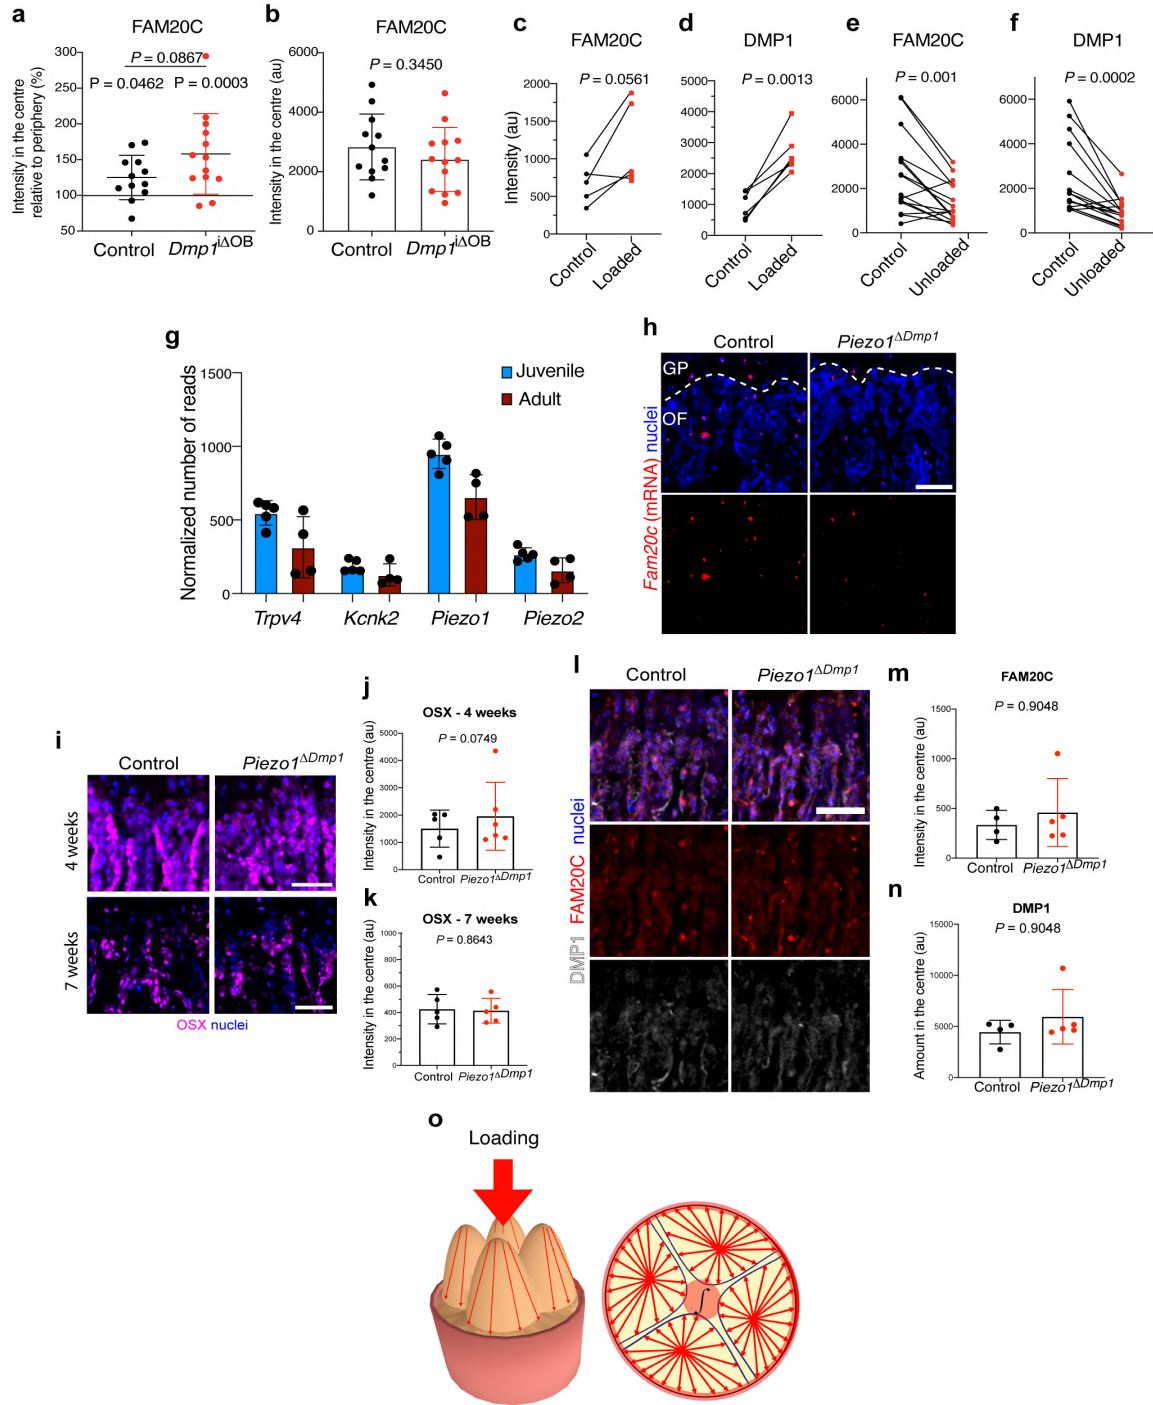 a
FAM20C
Intensity in the centre
relative to periphery (%)
300
250
200
150
100
50
P = 0.0867
P = 0.0462
P = 0.0003
Control
Dmp1iΔOB
b
FAM20C
Intensity in the centre (au)
6000
4000
2000
0
P = 0.3450
Control
Dmp1iΔOB
c
FAM20C
Intensity (au)
2000
1500
1000
500
0
P = 0.0561
Control
Loaded
d
DMP1
5000
4000
3000
2000
1000
0
P = 0.0013
Control
Loaded
e
FAM20C
6000
4000
2000
0
P = 0.001
Control
Unloaded
f
DMP1
6000
4000
2000
0
P = 0.0002
Control
Unloaded
g
Normalized number of reads
1500
1000
500
0
Juvenile
Adult
Trpv4
Kcnk2
Piezo1
Piezo2
h
Control
Piezo1ΔDmp1
GP
OF
Fam20c (mRNA) nuclei
i
Control
Piezo1ΔDmp1
4 weeks
7 weeks
OSX nuclei
j
OSX - 4 weeks
Intensity in the centre (au)
5000
4000
3000
2000
1000
0
P = 0.0749
Control
Piezo1ΔDmp1
k
OSX - 7 weeks
Intensity in the centre (au)
1000
800
600
400
200
0
P = 0.8643
Control
Piezo1ΔDmp1
l
Control
Piezo1ΔDmp1
DMP1 FAM20C nuclei
m
FAM20C
Intensity in the centre (au)
1500
1000
500
0
P = 0.9048
Control
Piezo1ΔDmp1
n
DMP1
Amount in the centre (au)
15000
10000
5000
0
P = 0.9048
Control
Piezo1ΔDmp1
o
Loading
∫